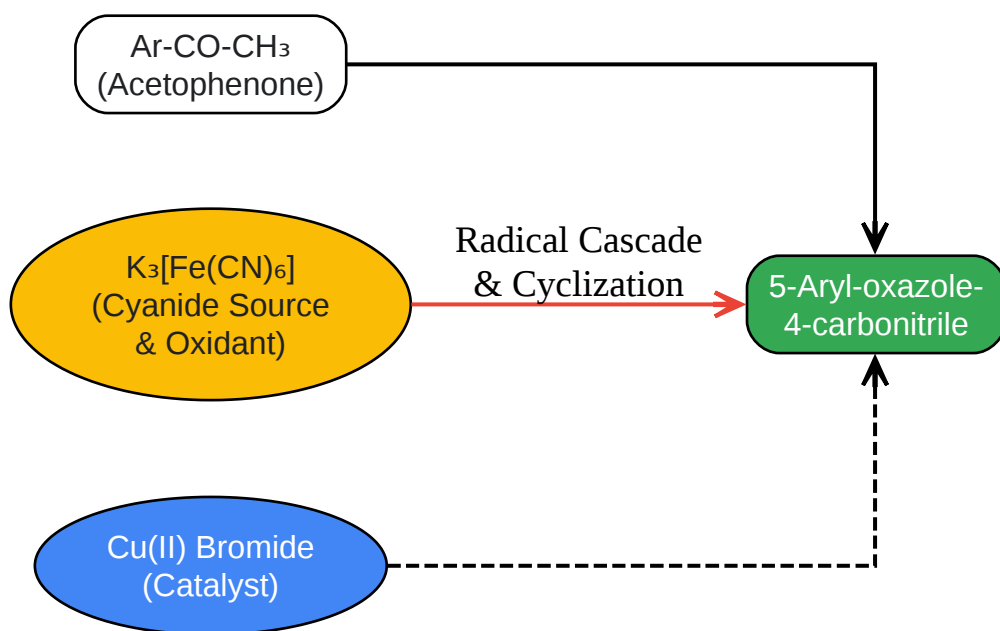 Ar-CO-CH₃
(Acetophenone)
K₃[Fe(CN)₆]
(Cyanide Source
& Oxidant)
Radical Cascade
& Cyclization
5-Aryl-oxazole-
4-carbonitrile
Cu(II) Bromide
(Catalyst)